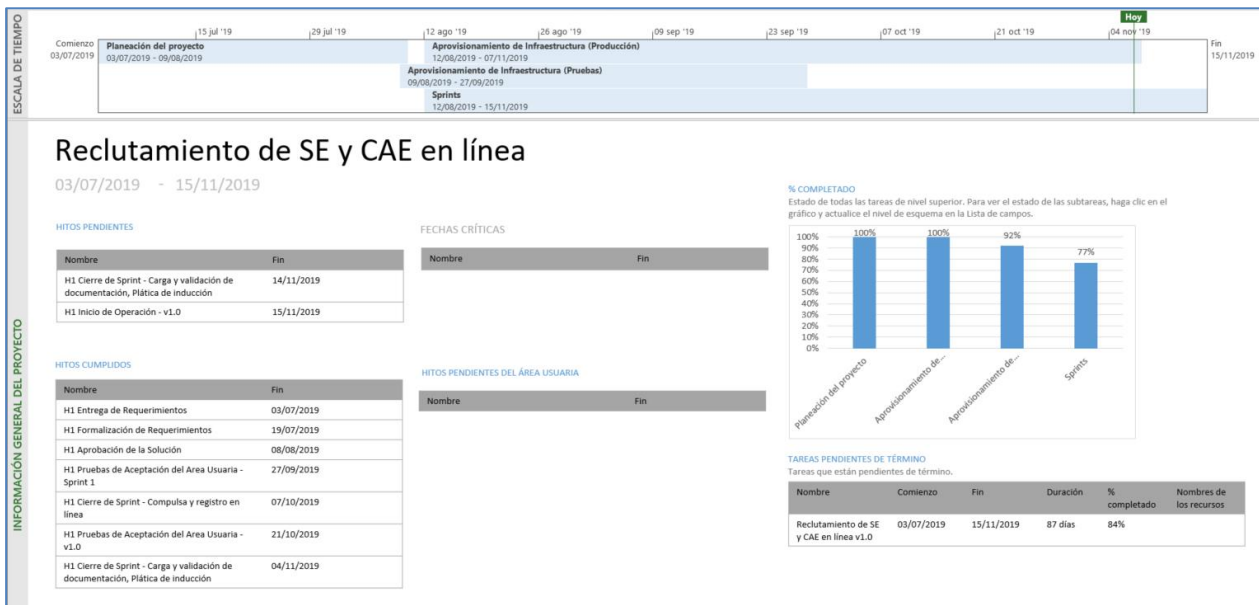 ESCALA DE TIEMPO
Hoy
15 jul '19
29 jul '19
12 ago '19
26 ago '19
09 sep '19
23 sep '19
07 oct '19
21 oct '19
04 nov '19
Comienzo
03/07/2019
Planeación del proyecto
03/07/2019 - 09/08/2019
Aprovisionamiento de Infraestructura (Producción)
12/08/2019 - 07/11/2019
Fin
15/11/2019
Aprovisionamiento de Infraestructura (Pruebas)
09/08/2019 - 27/09/2019
Sprints
12/08/2019 - 15/11/2019
INFORMACIÓN GENERAL DEL PROYECTO
Reclutamiento de SE y CAE en línea
03/07/2019 - 15/11/2019
HITOS PENDIENTES
Nombre Fin
H1 Cierre de Sprint - Carga y validación de 14/11/2019
documentación, Plática de inducción
H1 Inicio de Operación - v1.0 15/11/2019
HITOS CUMPLIDOS
Nombre Fin
H1 Entrega de Requerimientos 03/07/2019
H1 Formalización de Requerimientos 19/07/2019
H1 Aprobación de la Solución 08/08/2019
H1 Pruebas de Aceptación del Area Usuaria - 27/09/2019
Sprint 1
H1 Cierre de Sprint - Compulsa y registro en 07/10/2019
línea
H1 Pruebas de Aceptación del Area Usuaria - 21/10/2019
v1.0
H1 Cierre de Sprint - Carga y validación de 04/11/2019
documentación, Plática de inducción
FECHAS CRÍTICAS
Nombre Fin
HITOS PENDIENTES DEL ÁREA USUARIA
Nombre Fin
% COMPLETADO
Estado de todas las tareas de nivel superior. Para ver el estado de las subtareas, haga clic en el
gráfico y actualice el nivel de esquema en la Lista de campos.
100%
90%
80%
70%
60%
50%
40%
30%
20%
10%
0%
100%
100%
92%
77%
Planeación del proyecto
Aprovisionamiento de...
Aprovisionamiento de...
Sprints
TAREAS PENDIENTES DE TÉRMINO
Tareas que están pendientes de término.
Nombre Comienzo Fin Duración % Nombres de
completado los recursos
Reclutamiento de SE 03/07/2019 15/11/2019 87 días 84%
y CAE en línea v1.0